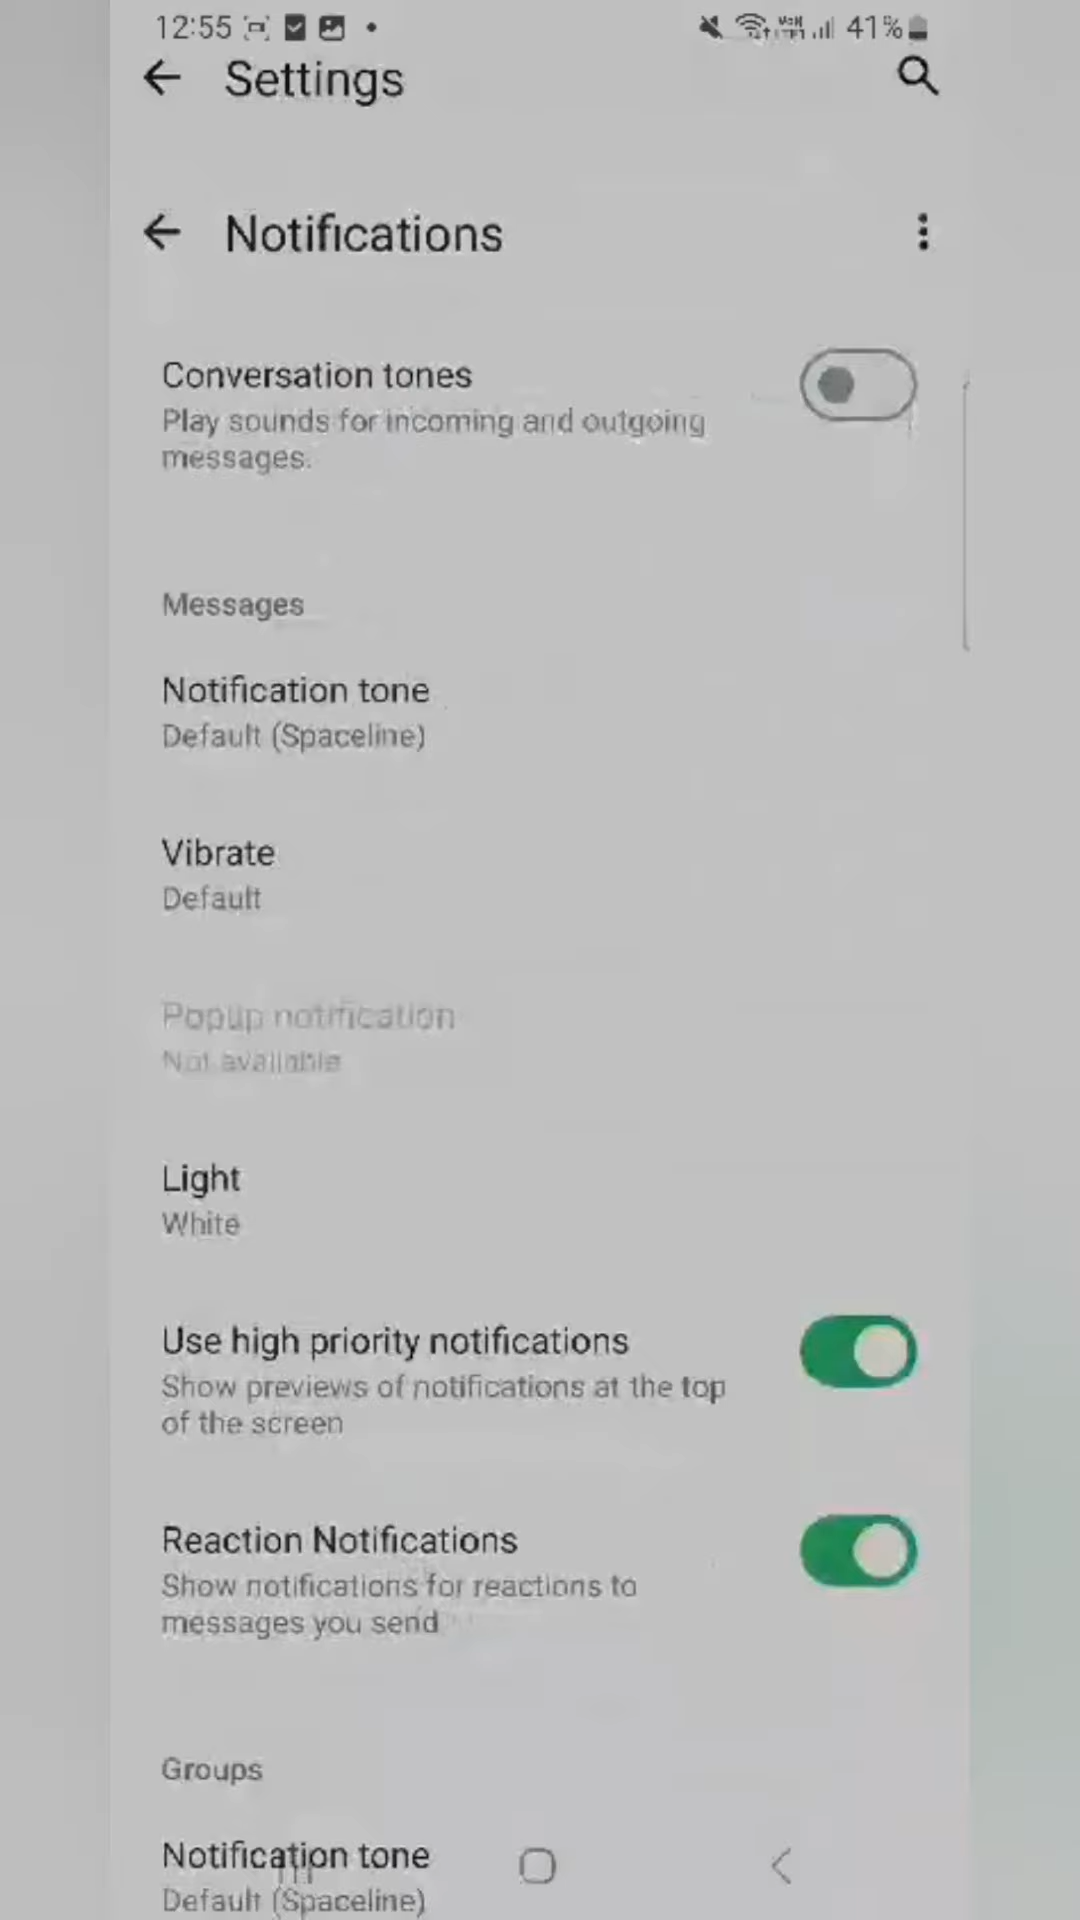 12:55
41%
Settings
Notifications
Conversation tones
Play sounds for incoming and outgoing
messages.
Messages
Notification tone
Default (Spaceline)
Vibrate
Default
Popup notification
Not available
Light
White
Use high priority notifications
Show previews of notifications at the top
of the screen
Reaction Notifications
Show notifications for reactions to
messages you send
Groups
Notification tone
Default (Spaceline)